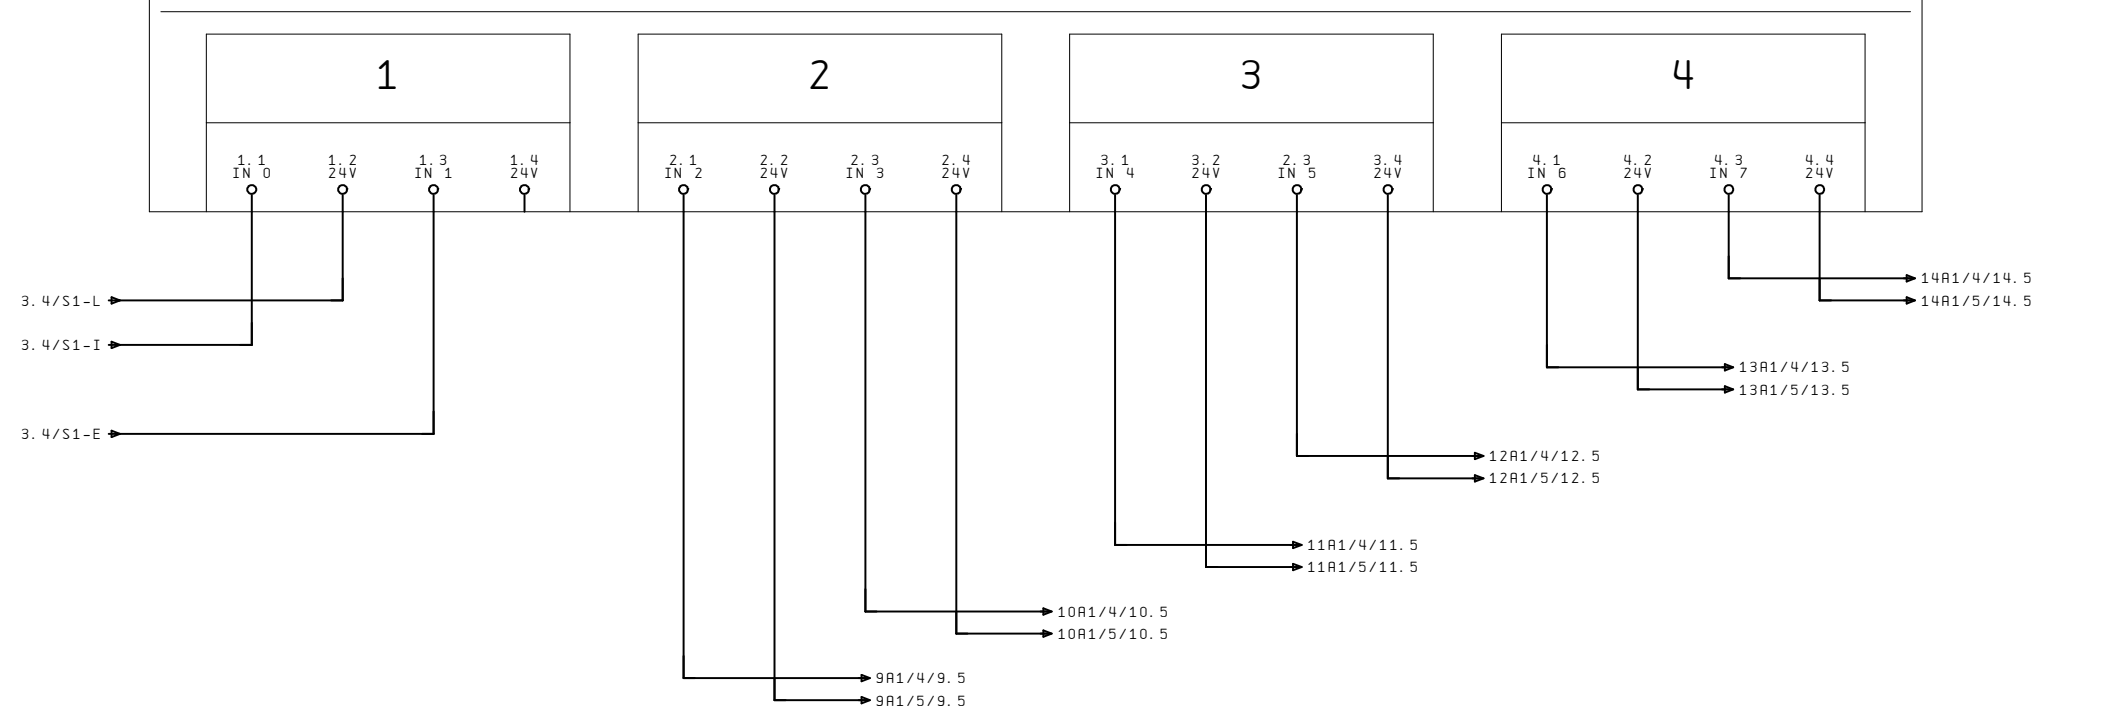 1
2
3
4
1.1
IN 0
1.2
24V
1.3
IN 1
1.4
24V
2.1
IN 2
2.2
24V
2.3
IN 3
2.4
24V
3.1
IN 4
3.2
24V
2.3
IN 5
3.4
24V
4.1
IN 6
4.2
24V
4.3
IN 7
4.4
24V
14A1/4/14.5
3.4/S1-L
14A1/5/14.5
3.4/S1-I
13A1/4/13.5
13A1/5/13.5
3.4/S1-E
12A1/4/12.5
12A1/5/12.5
11A1/4/11.5
11A1/5/11.5
10A1/4/10.5
10A1/5/10.5
9A1/4/9.5
9A1/5/9.5